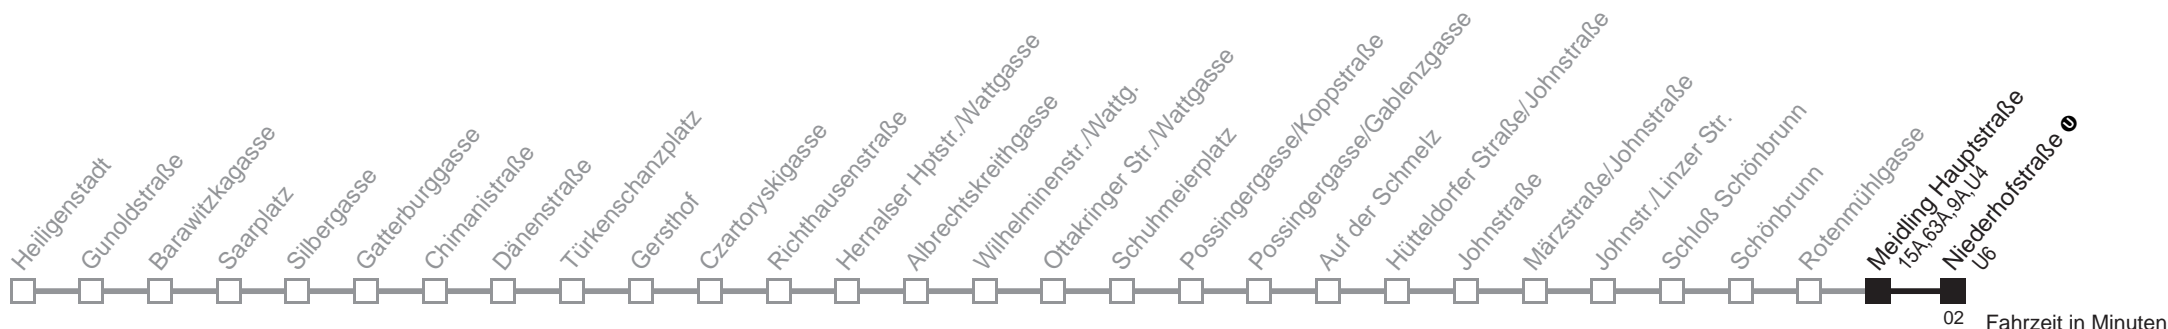 Heiligenstadt
Gunoldstraße
Barawitzkagasse
Saarplatz
Silbergasse
Gatterburggasse
Chimanistraße
Dänenstraße
Türkenschanzplatz
Gersthof
Czartoryskigasse
Richthausenstraße
Hernalser Hptstr./Wattgasse
Albrechtskreithgasse
Wilhelminenstr./Wattg.
Ottakringer Str./Wattgasse
Schuhmeierplatz
Possingergasse/Koppstraße
Possingergasse/Gablenzgasse
Auf der Schmelz
Hütteldorfer Straße/Johnstraße
Johnstraße
Märzstraße/Johnstraße
Johnstr./Linzer Str.
Schloß Schönbrunn
Schönbrunn
Rotenmühlgasse
Meidling Hauptstraße
15A,63A,9A,U4
Niederhofstraße U
U6
02
Fahrzeit in Minuten